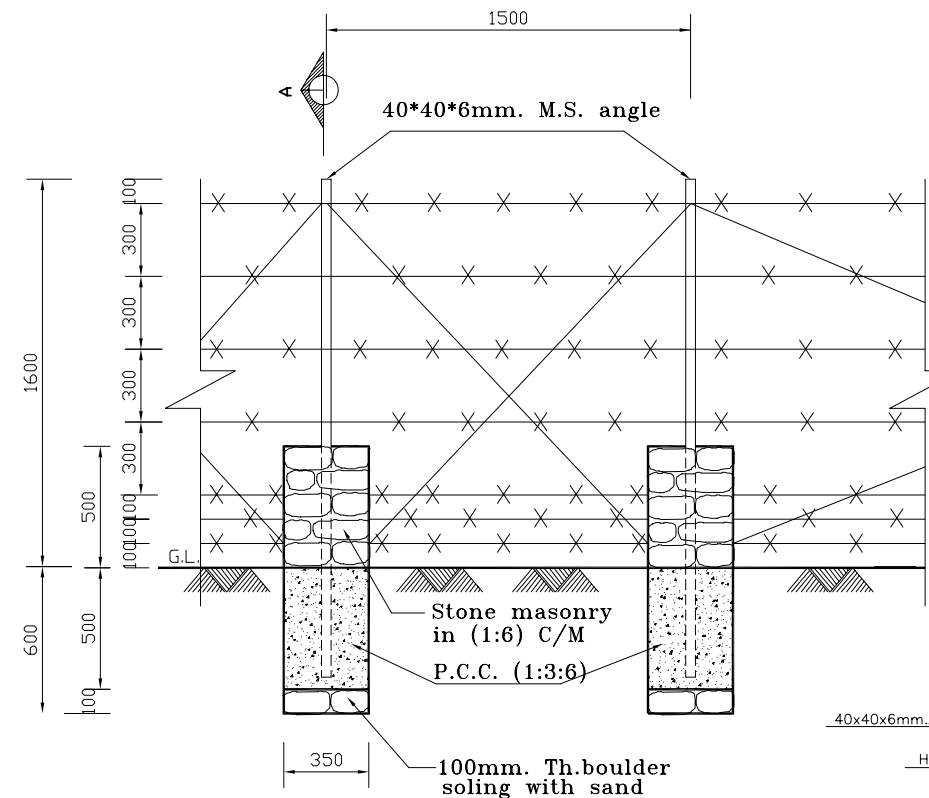 1500
A
40*40*6mm. M.S. angle
100
300
300
300
300
100
100
100
1600
500
G.L.
600
500
100
Stone masonry
in (1:6) C/M
P.C.C. (1:3:6)
40x40x6mm.
350
100mm. Th.boulder
soling with sand
H